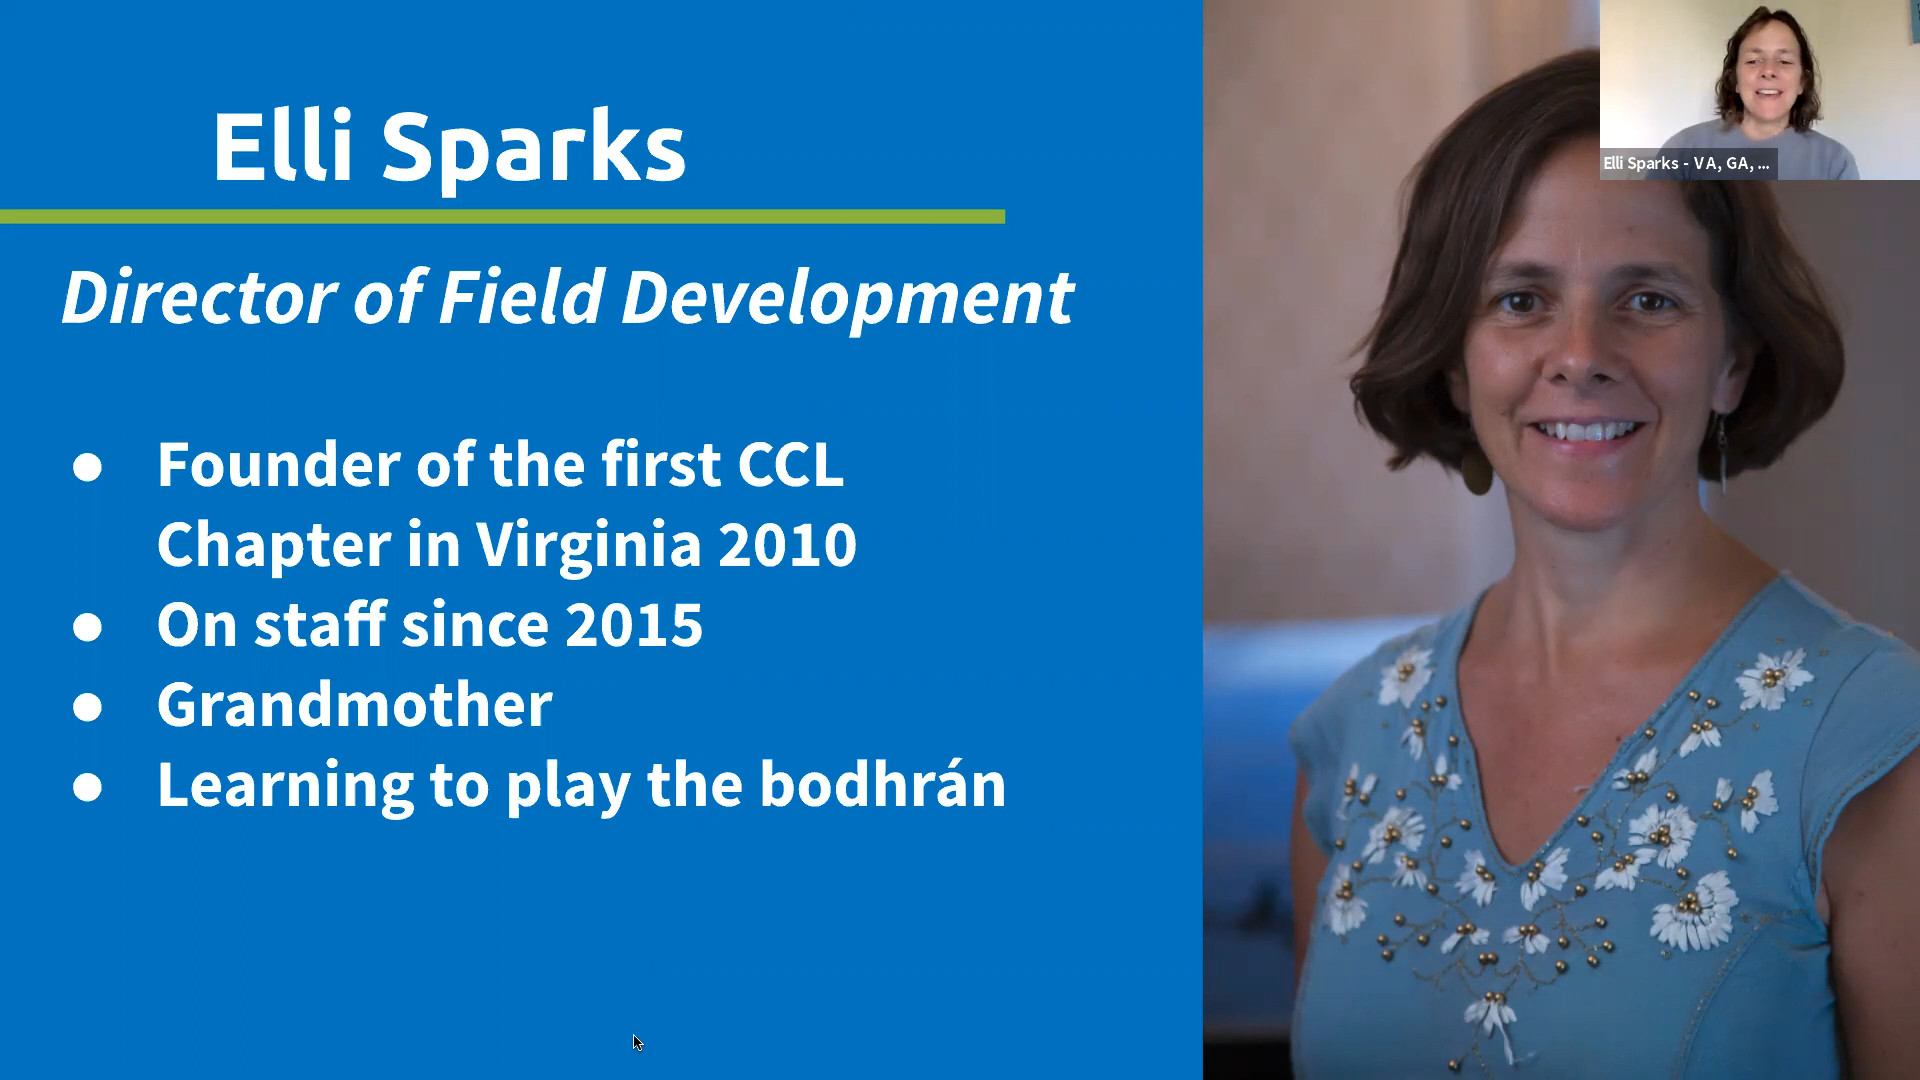 Elli Sparks
Director of Field Development
● Founder of the first CCL
Chapter in Virginia 2010
● On staff since 2015
● Grandmother
● Learning to play the bodhrán
Elli Sparks - VA, GA, ...